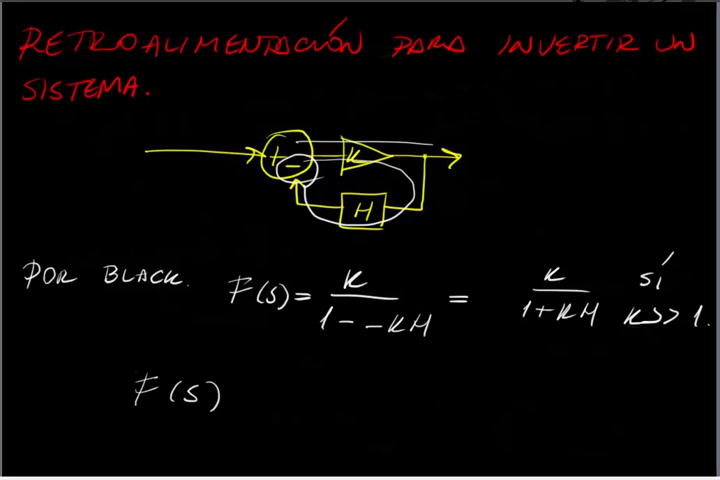 RETROALIMENTACIÓN PARA INVERTIR UN
SISTEMA.
+
-
K
H
POR BLACK. F(S) = K / 1 - - KH = K / 1 + KH SÍ K >> 1.
F(S)